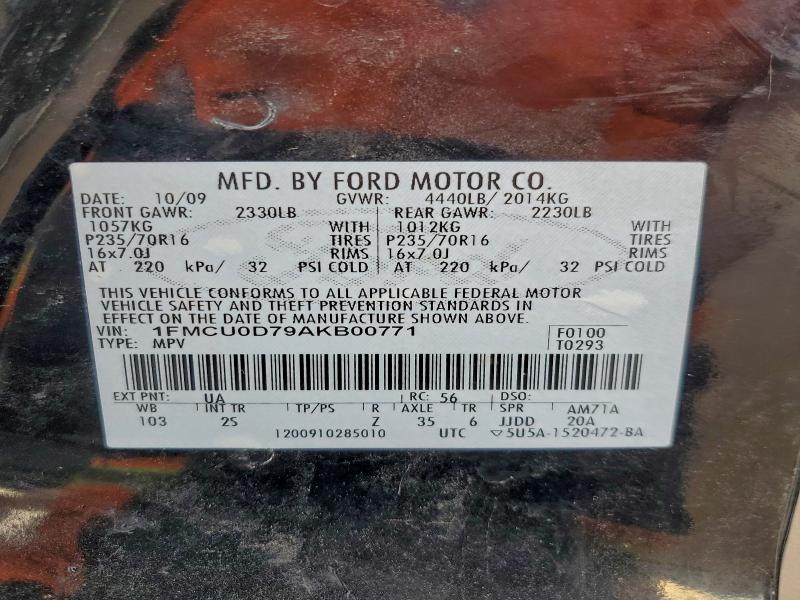 MFD. BY FORD MOTOR CO.
DATE: 10/09 GVWR: 4440LB/ 2014KG
FRONT GAWR: 2330LB REAR GAWR: 2230LB
1057KG WITH 1012KG WITH
P235/70R16 TIRES P235/70R16 TIRES
16x7.0J RIMS 16x7.0J RIMS
AT 220 kPa/ 32 PSI COLD AT 220 kPa/ 32 PSI COLD
THIS VEHICLE CONFORMS TO ALL APPLICABLE FEDERAL MOTOR
VEHICLE SAFETY AND THEFT PREVENTION STANDARDS IN
EFFECT ON THE DATE OF MANUFACTURE SHOWN ABOVE.
VIN: 1FMCU0D79AKB00771 F0100
TYPE: MPV T0293
EXT PNT: UA RC: 56 DSO:
WB INT TR TP/PS R AXLE TR SPR AM71A
103 2S Z 35 6 JJDD 20A
1200910285010 UTC ▽5U5A-1520472-BA